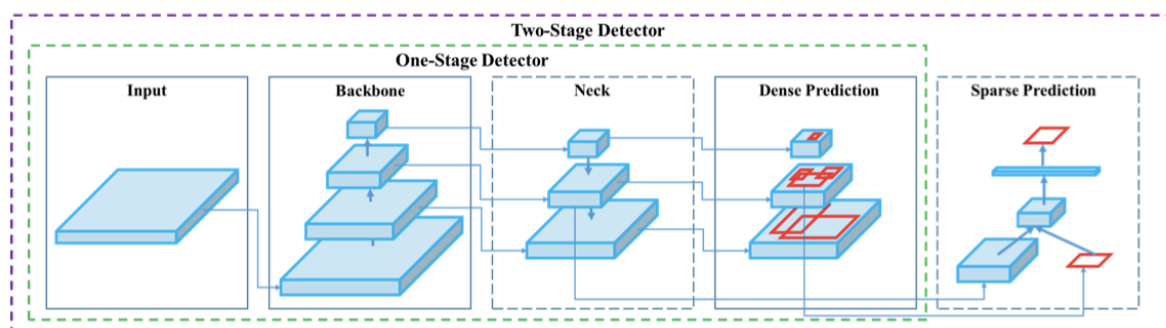 Two-Stage Detector
One-Stage Detector
Input
Backbone
Neck
Dense Prediction
Sparse Prediction